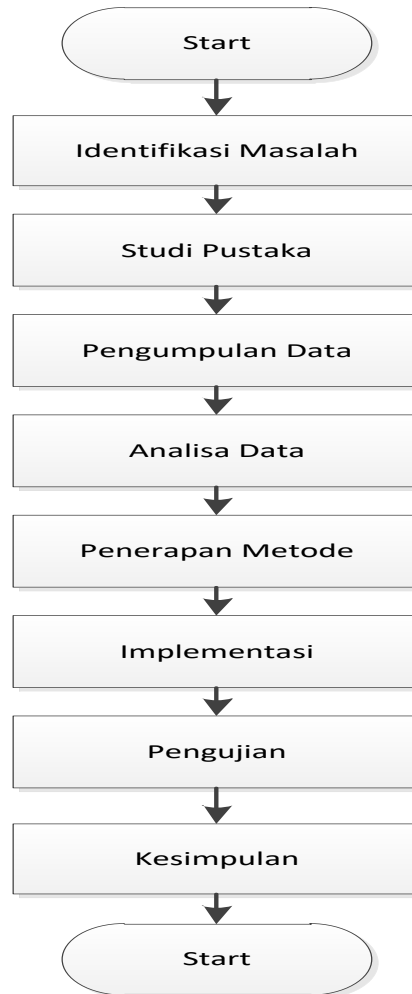 Start
Identifikasi Masalah
Studi Pustaka
Pengumpulan Data
Analisa Data
Penerapan Metode
Implementasi
Pengujian
Kesimpulan
Start